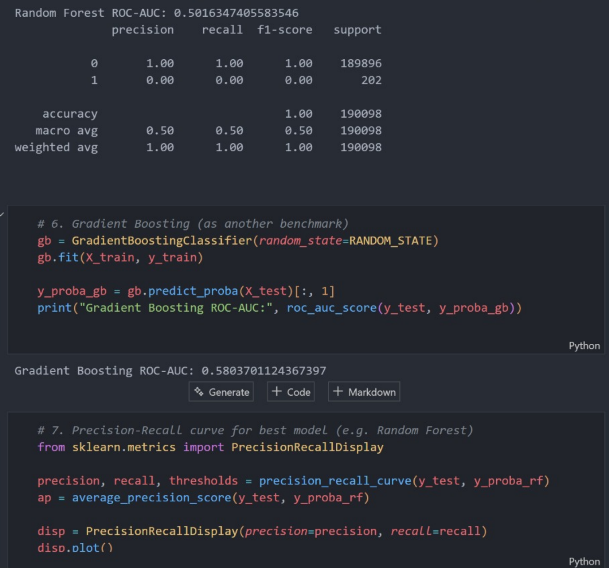 Random Forest ROC-AUC: 0.5016347405583546
precision recall f1-score support
0 1.00 1.00 1.00 189896
1 0.00 0.00 0.00 202
accuracy 1.00 190098
macro avg 0.50 0.50 0.50 190098
weighted avg 1.00 1.00 1.00 190098
# 6. Gradient Boosting (as another benchmark)
gb = GradientBoostingClassifier(random_state=RANDOM_STATE)
gb.fit(X_train, y_train)
y_proba_gb = gb.predict_proba(X_test)[:, 1]
print("Gradient Boosting ROC-AUC:", roc_auc_score(y_test, y_proba_gb))
Python
Gradient Boosting ROC-AUC: 0.5803701124367397
Generate + Code + Markdown
# 7. Precision-Recall curve for best model (e.g. Random Forest)
from sklearn.metrics import PrecisionRecallDisplay
precision, recall, thresholds = precision_recall_curve(y_test, y_proba_rf)
ap = average_precision_score(y_test, y_proba_rf)
disp = PrecisionRecallDisplay(precision=precision, recall=recall)
disp.plot()
Python